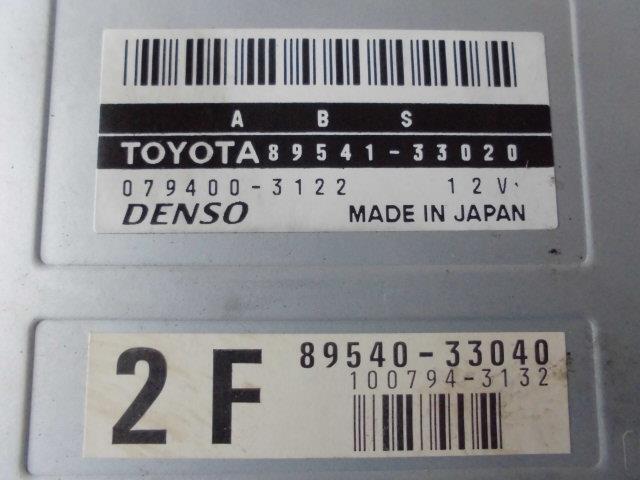 A B S
TOYOTA 89541-33020
079400-3122 12V
DENSO MADE IN JAPAN
2F 89540-33040
100794-3132